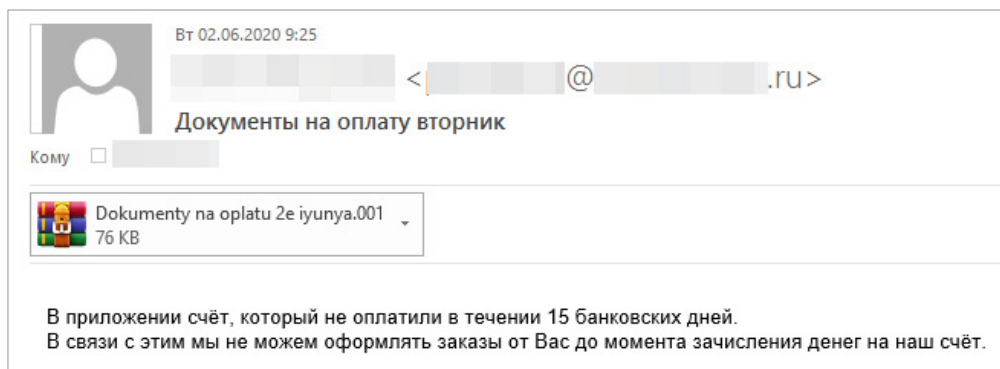 Вт 02.06.2020 9:25
< @ .ru>
Документы на оплату вторник
Кому
Dokumenty na oplatu 2e iyunya.001
76 KB
В приложении счёт, который не оплатили в течении 15 банковских дней.
В связи с этим мы не можем оформлять заказы от Вас до момента зачисления денег на наш счёт.